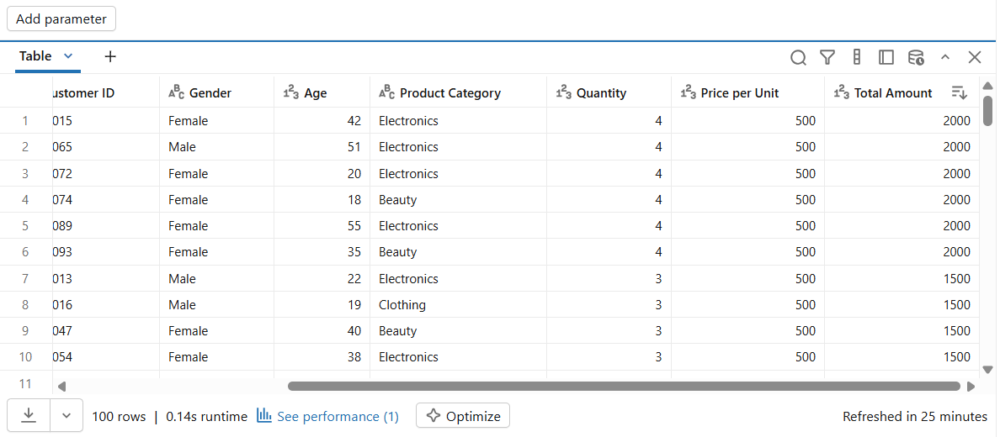 Add parameter
Table
ustomer ID Gender Age Product Category Quantity Price per Unit Total Amount
1 015 Female 42 Electronics 4 500 2000
2 065 Male 51 Electronics 4 500 2000
3 072 Female 20 Electronics 4 500 2000
4 074 Female 18 Beauty 4 500 2000
5 089 Female 55 Electronics 4 500 2000
6 093 Female 35 Beauty 4 500 2000
7 013 Male 22 Electronics 3 500 1500
8 016 Male 19 Clothing 3 500 1500
9 047 Female 40 Beauty 3 500 1500
10 054 Female 38 Electronics 3 500 1500
11
100 rows | 0.14s runtime See performance (1) Optimize Refreshed in 25 minutes